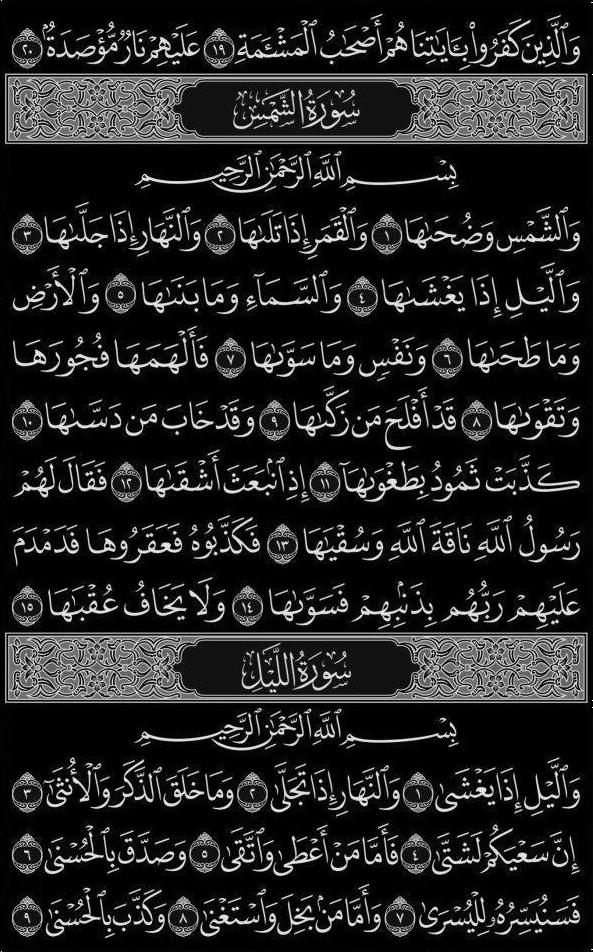 وَٱلَّذِينَ كَفَرُوا۟ بِـَٔايَـٰتِنَا هُمْ أَصْحَـٰبُ ٱلْمَشْـَٔمَةِ ١٩ عَلَيْهِمْ نَارٌ مُّؤْصَدَةٌۢ ٢٠
سُورَةُ الشَّمْسِ
بِسْمِ ٱللَّهِ ٱلرَّحْمَـٰنِ ٱلرَّحِيمِ
وَٱلشَّمْسِ وَضُحَىٰهَا ١ وَٱلْقَمَرِ إِذَا تَلَىٰهَا ٢ وَٱلنَّهَارِ إِذَا جَلَّىٰهَا ٣
وَٱلَّيْلِ إِذَا يَغْشَىٰهَا ٤ وَٱلسَّمَآءِ وَمَا بَنَىٰهَا ٥ وَٱلْأَرْضِ
وَمَا طَحَىٰهَا ٦ وَنَفْسٍ وَمَا سَوَّىٰهَا ٧ فَأَلْهَمَهَا فُجُورَهَا
وَتَقْوَىٰهَا ٨ قَدْ أَفْلَحَ مَن زَكَّىٰهَا ٩ وَقَدْ خَابَ مَن دَسَّىٰهَا ١٠
كَذَّبَتْ ثَمُودُ بِطَغْوَىٰهَآ ١١ إِذِ ٱنۢبَعَثَ أَشْقَىٰهَا ١٢ فَقَالَ لَهُمْ
رَسُولُ ٱللَّهِ نَاقَةَ ٱللَّهِ وَسُقْيَـٰهَا ١٣ فَكَذَّبُوهُ فَعَقَرُوهَا فَدَمْدَمَ
عَلَيْهِمْ رَبُّهُم بِذَنۢبِهِمْ فَسَوَّىٰهَا ١٤ وَلَا يَخَافُ عُقْبَـٰهَا ١٥
سُورَةُ اللَّيْلِ
بِسْمِ ٱللَّهِ ٱلرَّحْمَـٰنِ ٱلرَّحِيمِ
وَٱلَّيْلِ إِذَا يَغْشَىٰ ١ وَٱلنَّهَارِ إِذَا تَجَلَّىٰ ٢ وَمَا خَلَقَ ٱلذَّكَرَ وَٱلْأُنثَىٰٓ ٣
إِنَّ سَعْيَكُمْ لَشَتَّىٰ ٤ فَأَمَّا مَنْ أَعْطَىٰ وَٱتَّقَىٰ ٥ وَصَدَّقَ بِٱلْحُسْنَىٰ ٦
فَسَنُيَسِّرُهُۥ لِلْيُسْرَىٰ ٧ وَأَمَّا مَنۢ بَخِلَ وَٱسْتَغْنَىٰ ٨ وَكَذَّبَ بِٱلْحُسْنَىٰ ٩